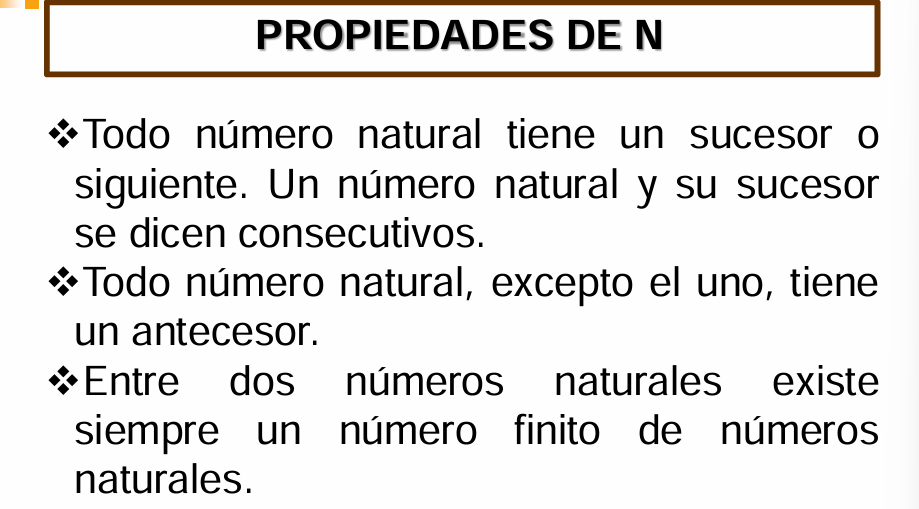 PROPIEDADES DE N
❖Todo número natural tiene un sucesor o
siguiente. Un número natural y su sucesor
se dicen consecutivos.
❖Todo número natural, excepto el uno, tiene
un antecesor.
❖Entre dos números naturales existe
siempre un número finito de números
naturales.